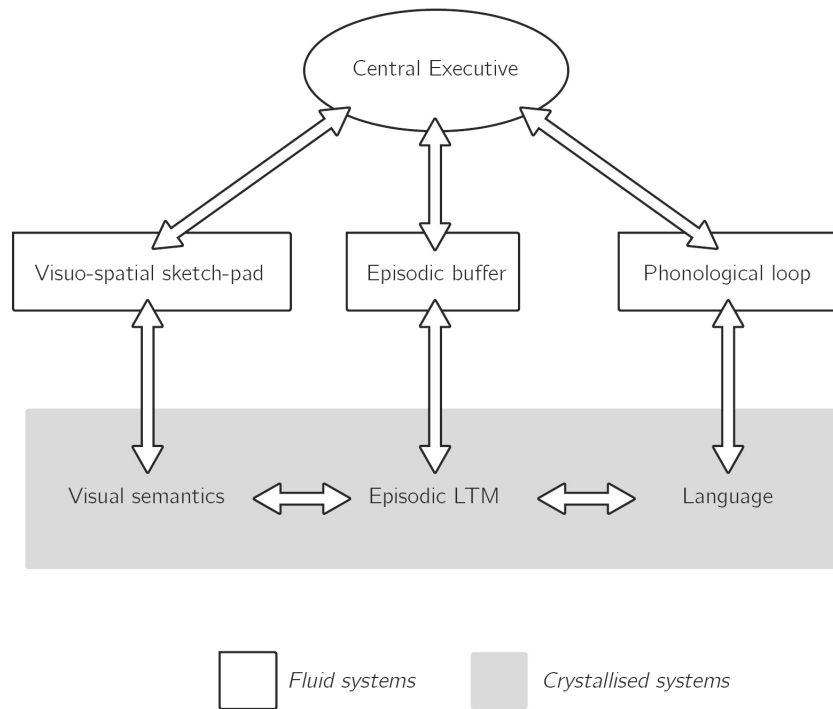 Central Executive
Visuo-spatial sketch-pad
Episodic buffer
Phonological loop
Visual semantics
Episodic LTM
Language
Fluid systems
Crystallised systems